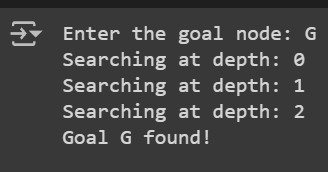 Enter the goal node: G
Searching at depth: 0
Searching at depth: 1
Searching at depth: 2
Goal G found!